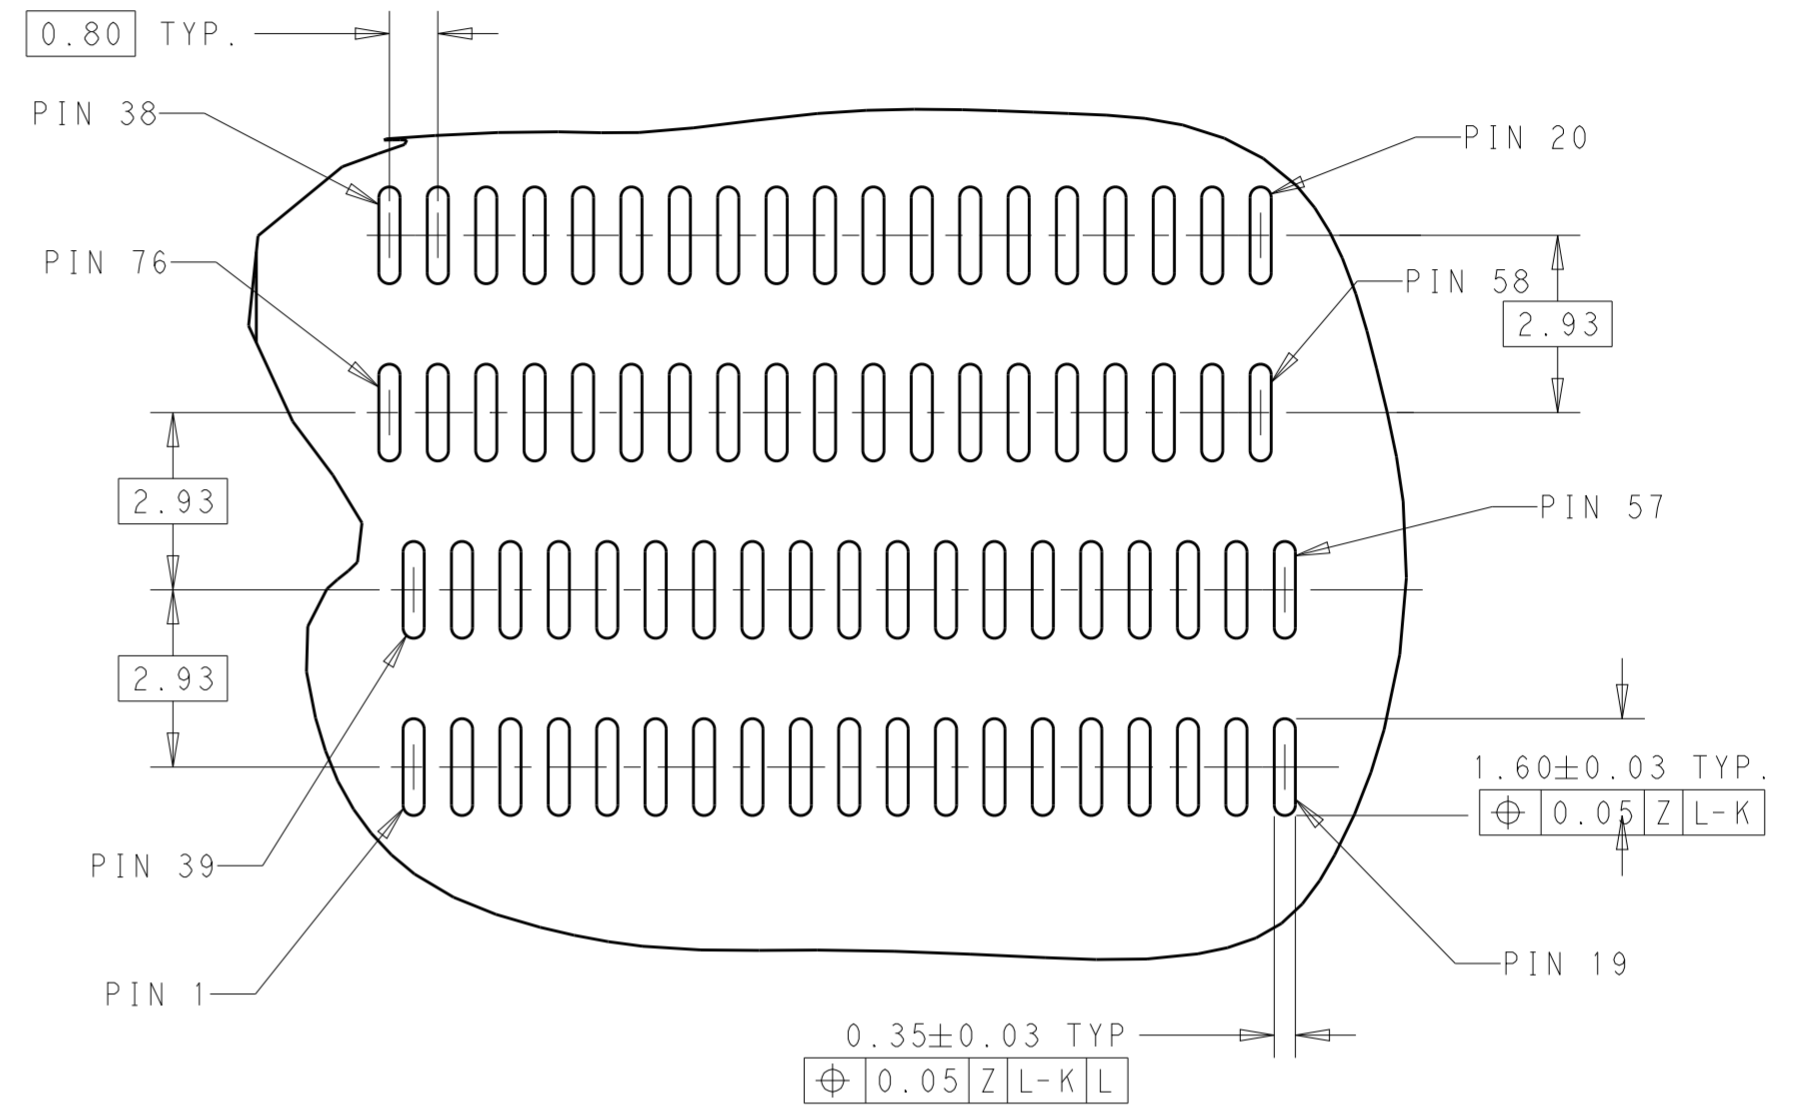 0.80 TYP.
PIN 38
PIN 20
PIN 76
PIN 58
2.93
2.93
PIN 57
2.93
1.60±0.03 TYP.
⌖ 0.05 Z L-K
PIN 39
PIN 19
PIN 1
0.35±0.03 TYP
⌖ 0.05 Z L-K L